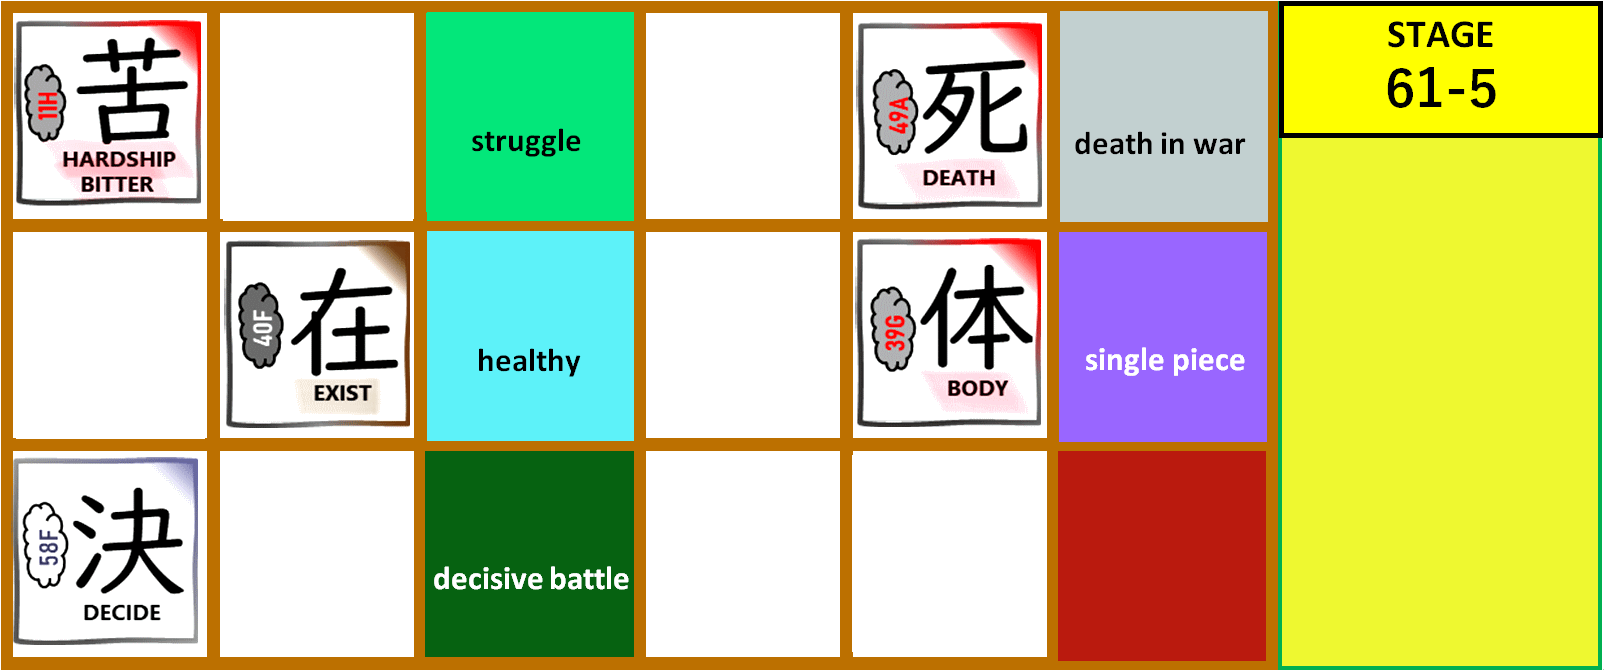 11H
苦
HARDSHIP
BITTER
struggle
49A
死
DEATH
death in war
STAGE
61-5
40F
在
EXIST
healthy
39G
体
BODY
single piece
58F
決
DECIDE
decisive battle